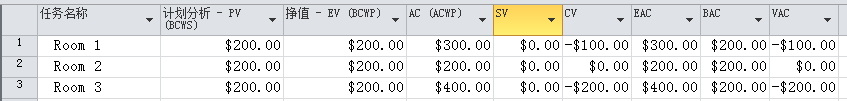 任务名称 计划分析 - PV (BCWS) 挣值 - EV (BCWP) AC (ACWP) SV CV EAC BAC VAC
1 Room 1 $200.00 $200.00 $300.00 $0.00 -$100.00 $300.00 $200.00 -$100.00
2 Room 2 $200.00 $200.00 $200.00 $0.00 $0.00 $200.00 $200.00 $0.00
3 Room 3 $200.00 $200.00 $400.00 $0.00 -$200.00 $400.00 $200.00 -$200.00